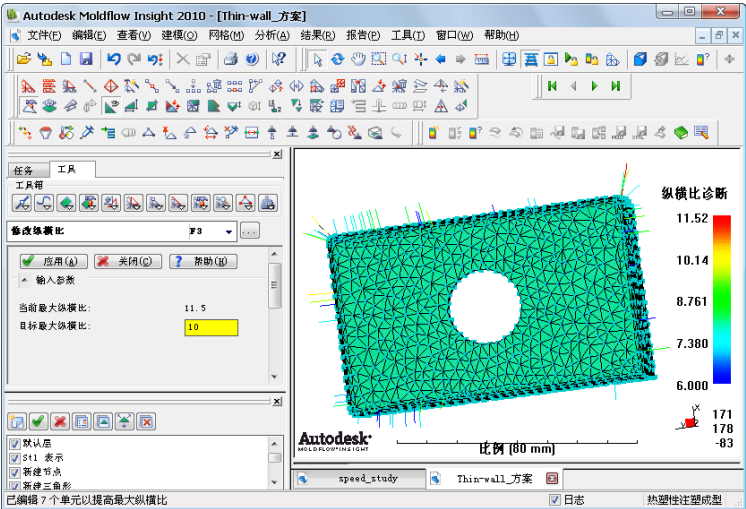 Autodesk Moldflow Insight 2010 - [Thin-wall_方案]
文件(F) 编辑(E) 查看(V) 建模(O) 网格(M) 分析(A) 结果(R) 报告(P) 工具(T) 窗口(W) 帮助(H)
任务 工具
工具箱
修改纵横比 F3
应用(A) 关闭(C) 帮助(H)
输入参数
当前最大纵横比: 11.5
目标最大纵横比: 10
默认层
Stl 表示
新建节点
新建三角形
纵横比诊断
11.52
10.14
8.761
7.380
6.000
171
178
-83
Autodesk
MOLDFLOW INSIGHT
比例 (80 mm)
speed_study Thin-wall_方案
已编辑 7 个单元以提高最大纵横比 日志 热塑性注塑成型